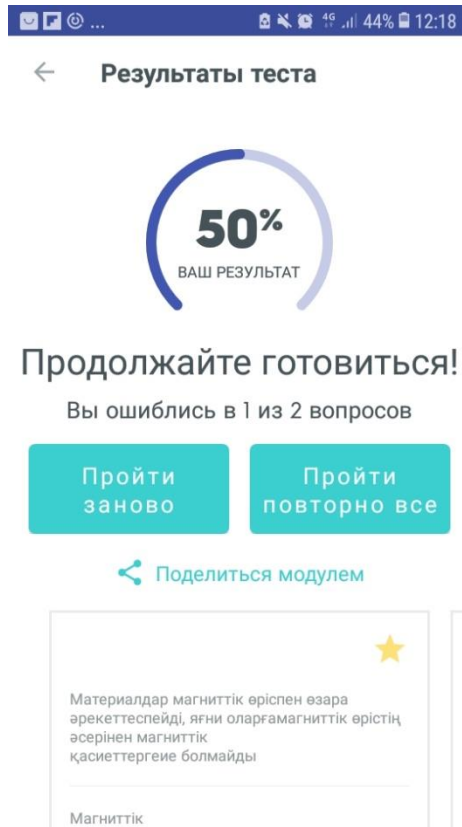 ... 4G 44% 12:18
Результаты теста
50%
ВАШ РЕЗУЛЬТАТ
Продолжайте готовиться!
Вы ошиблись в 1 из 2 вопросов
Пройти заново
Пройти повторно все
Поделиться модулем
Материалдар магниттік өріспен өзара
әрекеттеспейді, яғни оларғамагниттік өрістің
әсерінен магниттік
қасиеттергеие болмайды
Магниттік